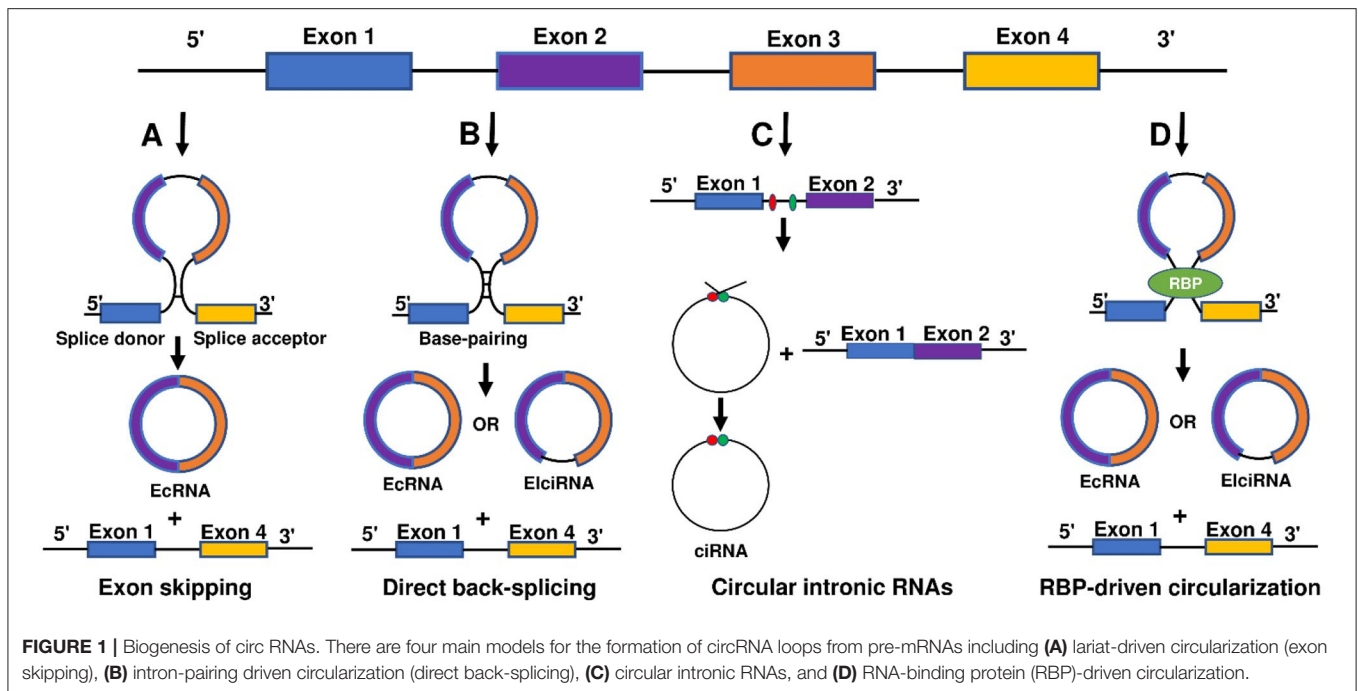 5' Exon 1 Exon 2 Exon 3 Exon 4 3'
A B C D
5' Exon 1 Exon 2 3'
RBP
5' 3' 5' 3' 5' 3'
Splice donor Splice acceptor Base-pairing
5' Exon 1 Exon 2 3'
+
OR OR
EcRNA EcRNA ElciRNA EcRNA ElciRNA
+ + +
5' Exon 1 Exon 4 3' 5' Exon 1 Exon 4 3' 5' Exon 1 Exon 4 3'
ciRNA
Exon skipping Direct back-splicing Circular intronic RNAs RBP-driven circularization
FIGURE 1 | Biogenesis of circ RNAs. There are four main models for the formation of circRNA loops from pre-mRNAs including (A) lariat-driven circularization (exon
skipping), (B) intron-pairing driven circularization (direct back-splicing), (C) circular intronic RNAs, and (D) RNA-binding protein (RBP)-driven circularization.